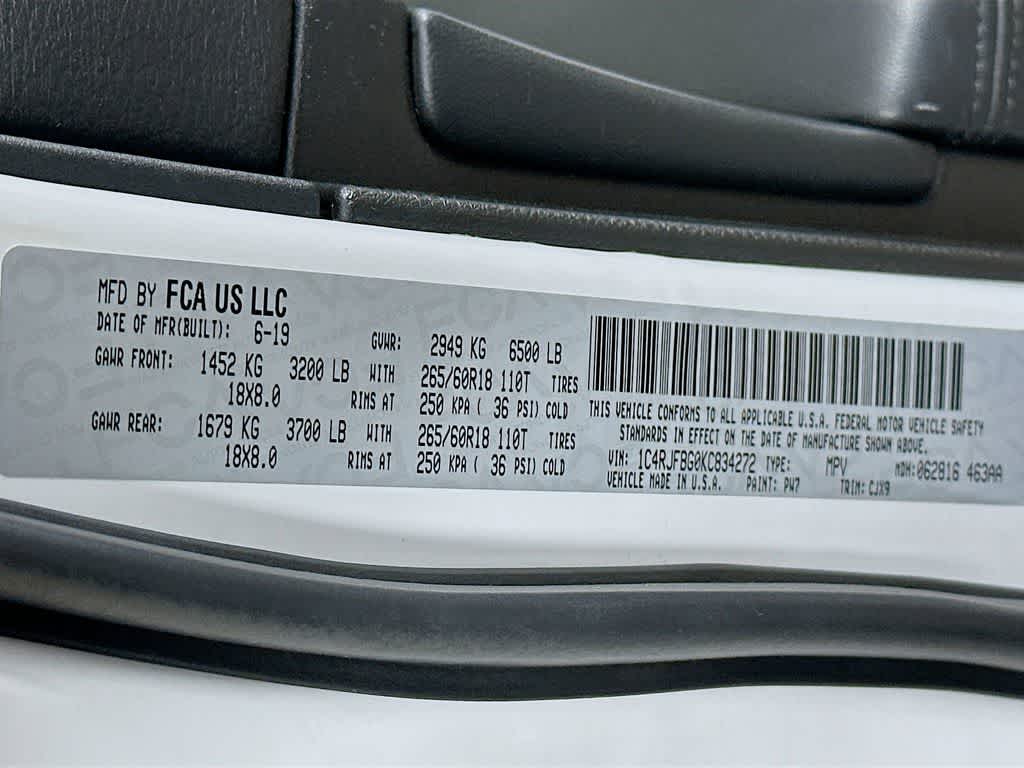 MFD BY FCA US LLC
DATE OF MFR(BUILT): 6-19 GVWR: 2949 KG 6500 LB
GAWR FRONT: 1452 KG 3200 LB WITH 265/60R18 110T TIRES
18X8.0 RIMS AT 250 KPA ( 36 PSI) COLD
GAWR REAR: 1679 KG 3700 LB WITH 265/60R18 110T TIRES
18X8.0 RIMS AT 250 KPA ( 36 PSI) COLD
THIS VEHICLE CONFORMS TO ALL APPLICABLE U.S.A. FEDERAL MOTOR VEHICLE SAFETY
STANDARDS IN EFFECT ON THE DATE OF MANUFACTURE SHOWN ABOVE.
VIN: 1C4RJFBG0KC834272 TYPE: MPV MDH: 062816 463AA
VEHICLE MADE IN U.S.A. PAINT: PW7 TRIM: CJX9